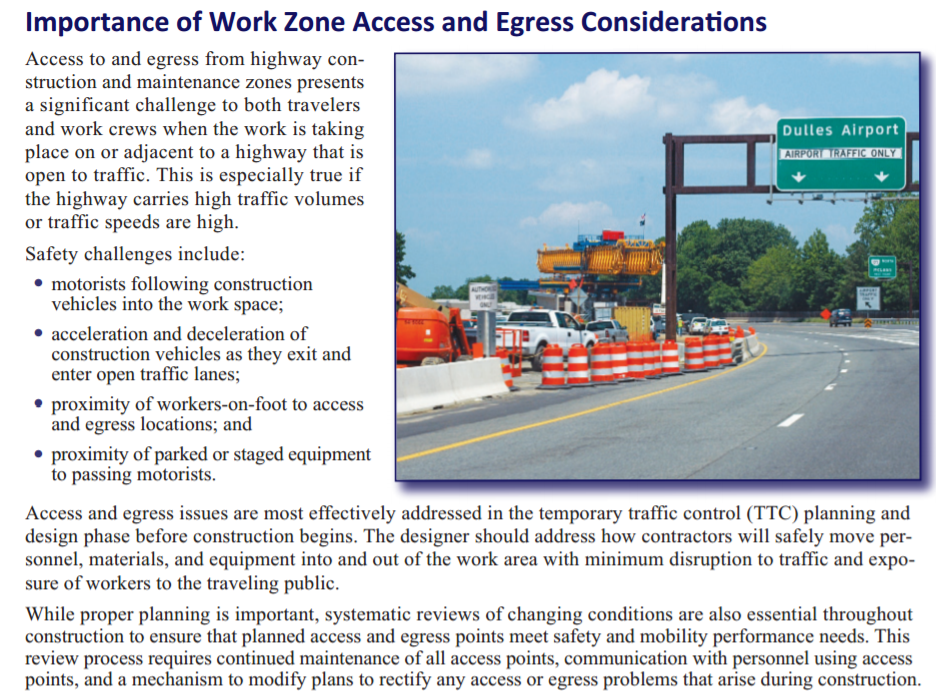 Importance of Work Zone Access and Egress Considerations
Access to and egress from highway con-
struction and maintenance zones presents
a significant challenge to both travelers
and work crews when the work is taking
place on or adjacent to a highway that is
open to traffic. This is especially true if
the highway carries high traffic volumes
or traffic speeds are high.
Safety challenges include:
• motorists following construction
vehicles into the work space;
• acceleration and deceleration of
construction vehicles as they exit and
enter open traffic lanes;
• proximity of workers-on-foot to access
and egress locations; and
• proximity of parked or staged equipment
to passing motorists.
Dulles Airport
AIRPORT TRAFFIC ONLY
AUTHORIZED
VEHICLES
ONLY
Access and egress issues are most effectively addressed in the temporary traffic control (TTC) planning and
design phase before construction begins. The designer should address how contractors will safely move per-
sonnel, materials, and equipment into and out of the work area with minimum disruption to traffic and expo-
sure of workers to the traveling public.
While proper planning is important, systematic reviews of changing conditions are also essential throughout
construction to ensure that planned access and egress points meet safety and mobility performance needs. This
review process requires continued maintenance of all access points, communication with personnel using access
points, and a mechanism to modify plans to rectify any access or egress problems that arise during construction.